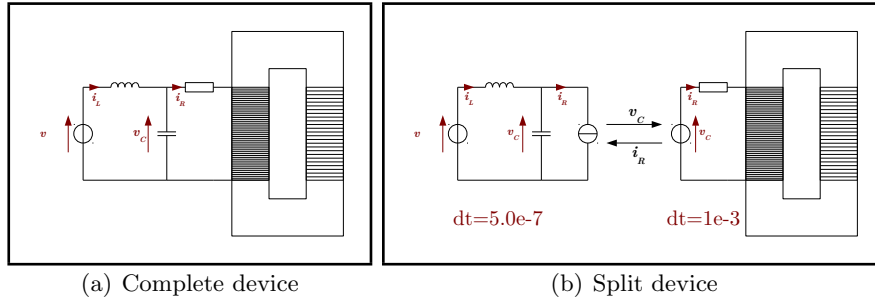 i_L
i_R
v
v_C
(a) Complete device
i_L
i_R
v
v_C
v_C
i_R
i_R
v_C
dt=5.0e-7
dt=1e-3
(b) Split device